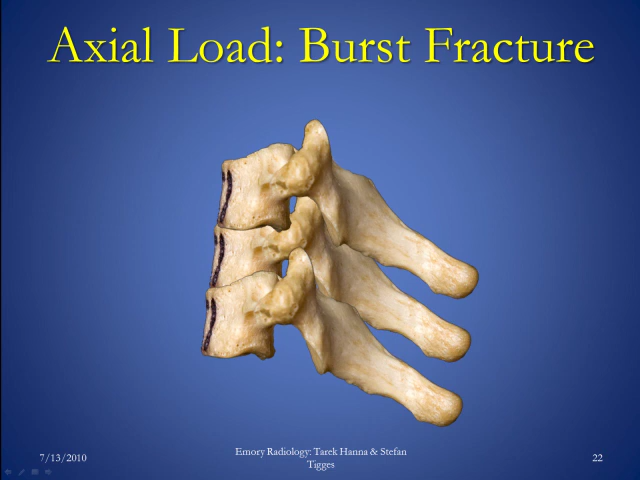 Axial Load: Burst Fracture
7/13/2010
Emory Radiology: Tarek Hanna & Stefan
Tigges
22